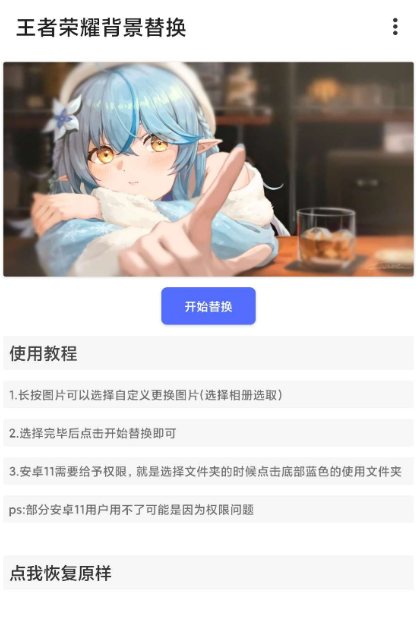 王者荣耀背景替换
开始替换
使用教程
1.长按图片可以选择自定义更换图片(选择相册选取)
2.选择完毕后点击开始替换即可
3.安卓11需要给予权限，就是选择文件夹的时候点击底部蓝色的使用文件夹
ps:部分安卓11用户用不了可能是因为权限问题
点我恢复原样